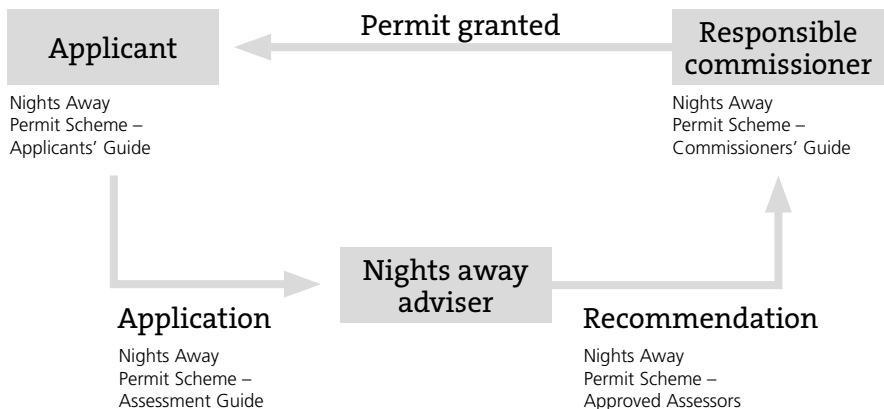 Applicant
Nights Away
Permit Scheme –
Applicants' Guide
Permit granted
Responsible
commissioner
Nights Away
Permit Scheme –
Commissioners' Guide
Application
Nights Away
Permit Scheme –
Assessment Guide
Nights away
adviser
Recommendation
Nights Away
Permit Scheme –
Approved Assessors